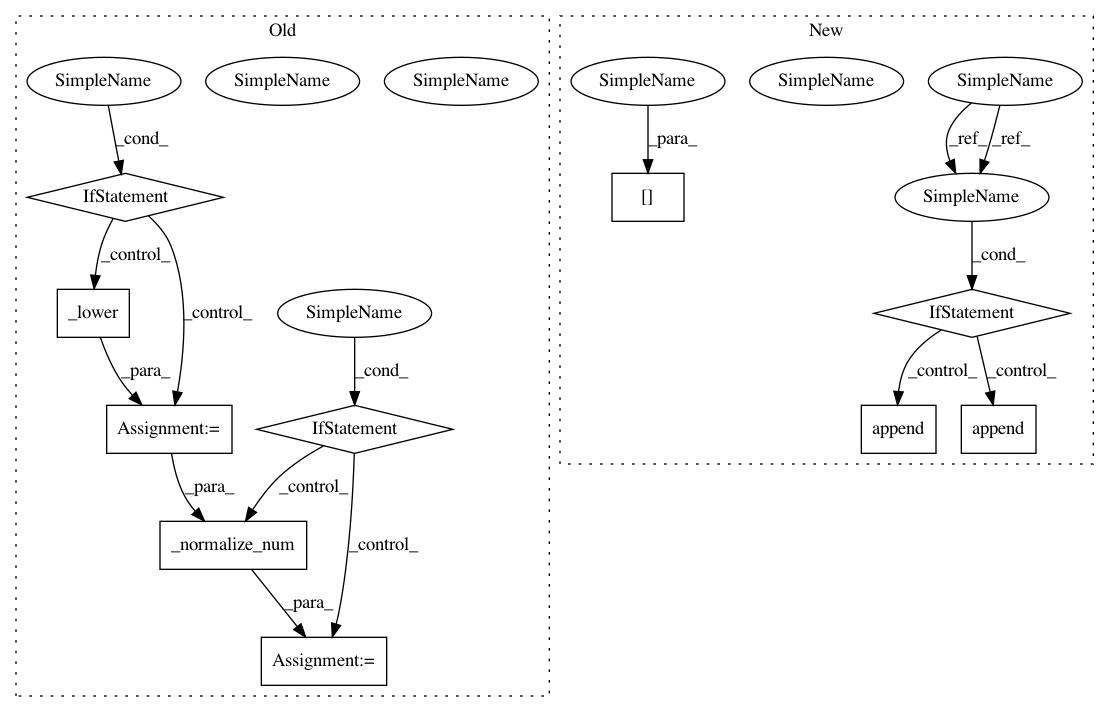 Old
New
SimpleName
SimpleName
SimpleName
SimpleName
SimpleName
SimpleName
_cond_
_para_
_ref_
_ref_
IfStatement
[]
SimpleName
_control_
_control_
_cond_
_lower
SimpleName
IfStatement
_para_
_cond_
_control_
_control_
Assignment:=
IfStatement
append
append
_para_
_control_
_control_
_normalize_num
_para_
Assignment:=